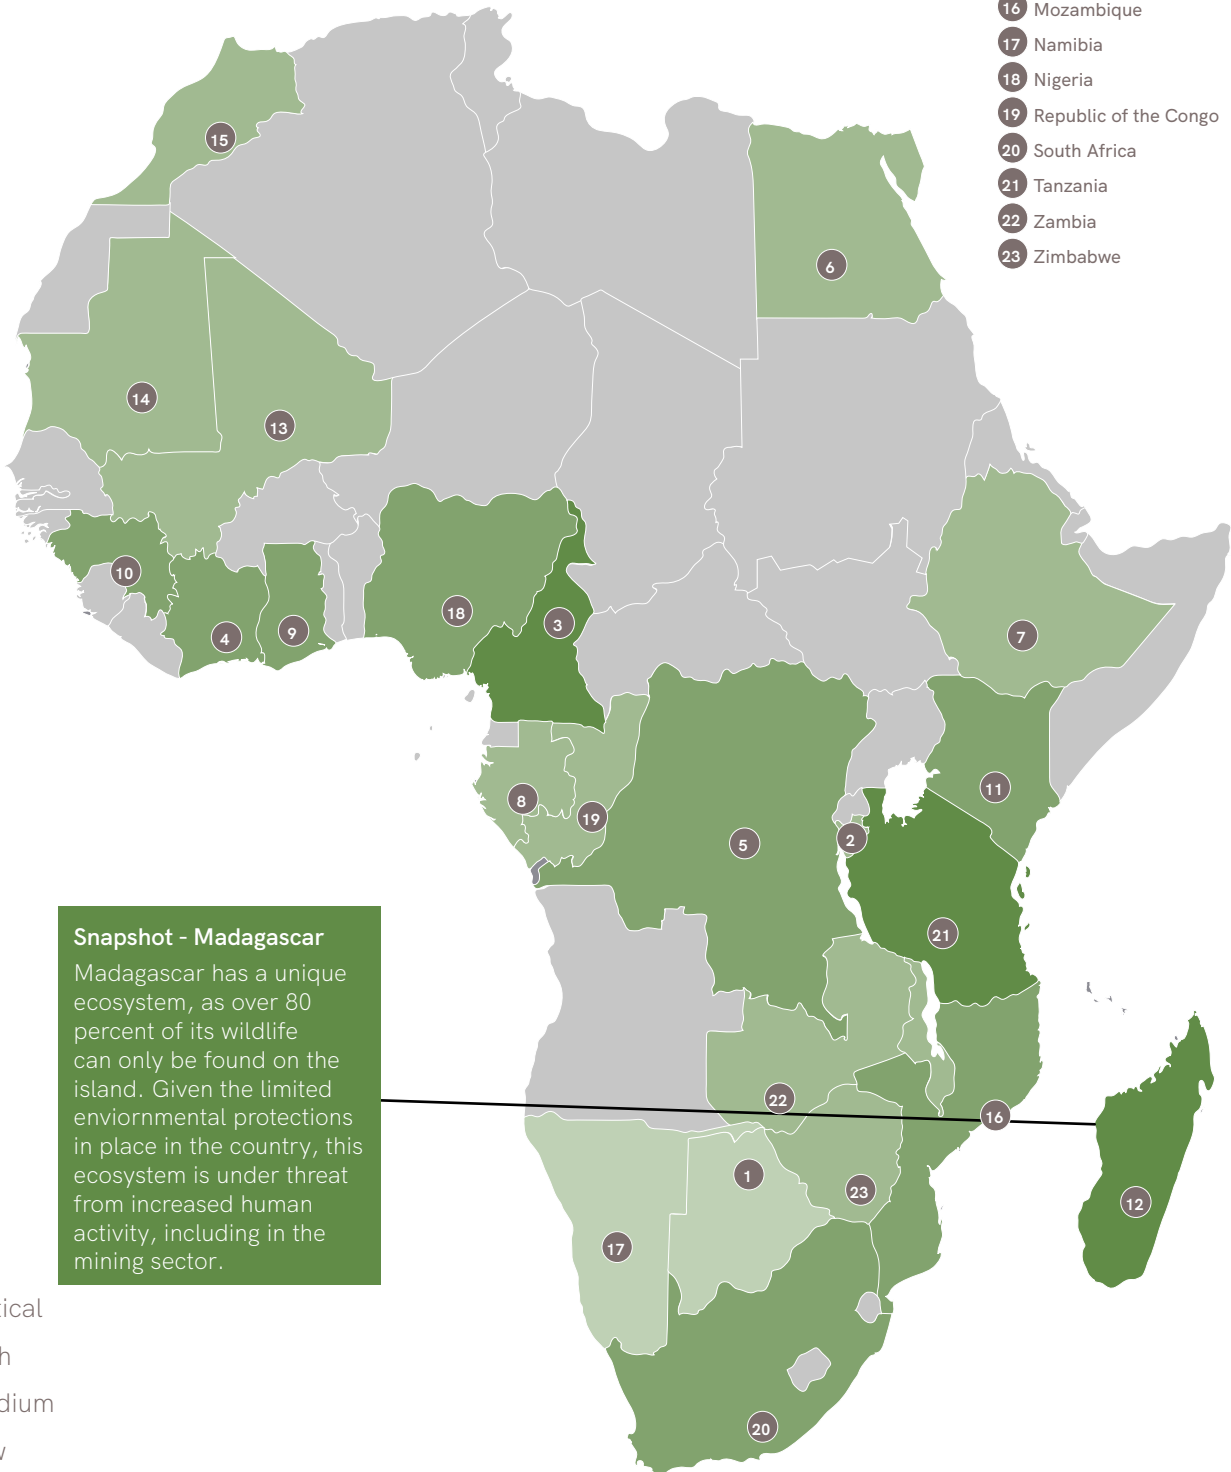 16 Mozambique
17 Namibia
18 Nigeria
19 Republic of the Congo
20 South Africa
21 Tanzania
22 Zambia
23 Zimbabwe
15
6
14
13
10
4
9
18
3
7
8
19
5
2
11
21
22
16
1
23
12
17
20
Snapshot - Madagascar
Madagascar has a unique
ecosystem, as over 80
percent of its wildlife
can only be found on the
island. Given the limited
enviornmental protections
in place in the country, this
ecosystem is under threat
from increased human
activity, including in the
mining sector.
tical
h
dium
w